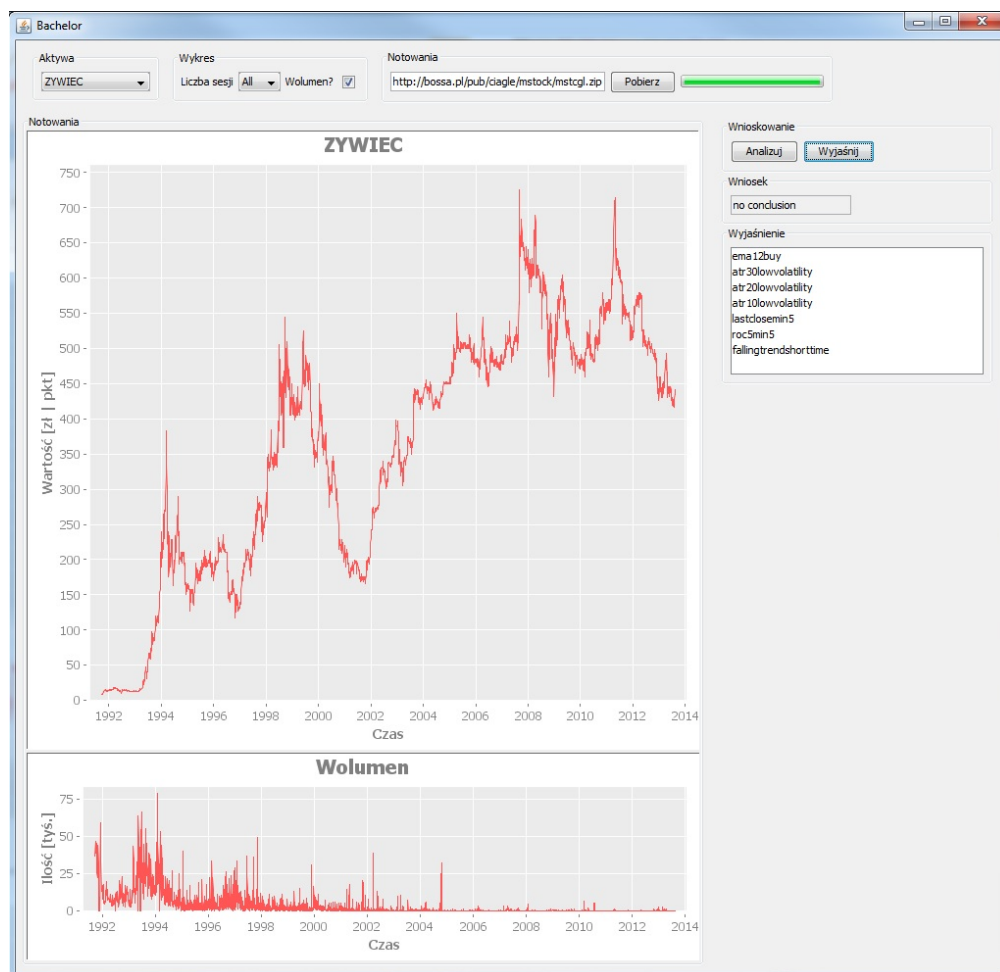 Bachelor
Aktywa
ZYWIEC
Wykres
Liczba sesji All Wolumen?
Notowania
http://bossa.pl/pub/ciagle/mstock/mstcgl.zip Pobierz
Notowania
ZYWIEC
750
700
650
600
550
500
450
400
350
300
250
200
150
100
50
0
Wartość [zł | pkt]
1992 1994 1996 1998 2000 2002 2004 2006 2008 2010 2012 2014
Czas
Wolumen
75
50
25
0
Ilość [tyś.]
1992 1994 1996 1998 2000 2002 2004 2006 2008 2010 2012 2014
Czas
Wnioskowanie
Analizuj Wyjaśnij
Wniosek
no conclusion
Wyjaśnienie
ema12buy
atr30lowvolatility
atr20lowvolatility
atr10lowvolatility
lastclosemin5
roc5min5
fallingtrendshorttime